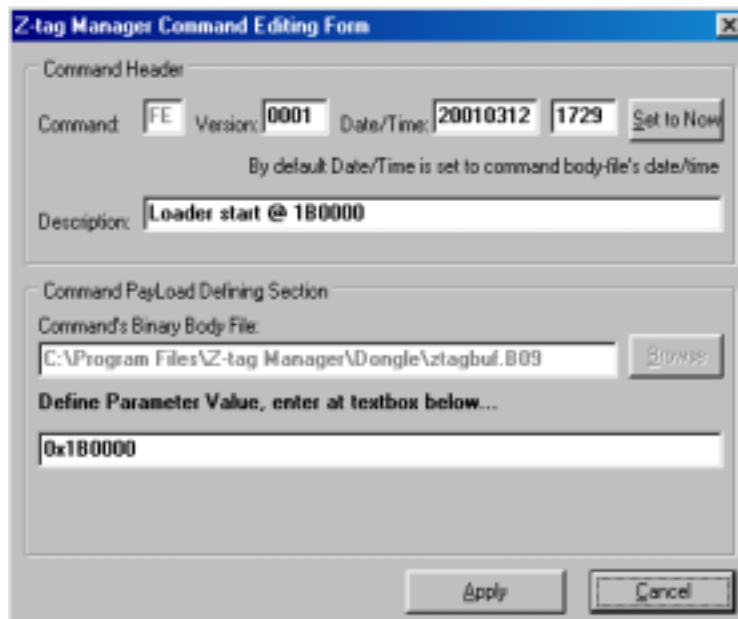 Z-tag Manager Command Editing Form
Command Header
Command: FE Version: 0001 Date/Time: 20010312 1729 Set to Now
By default Date/Time is set to command body-file's date/time
Description: Loader start @ 1B0000
Command PayLoad Defining Section
Command's Binary Body File:
C:\Program Files\Z-tag Manager\Dongle\ztagbuf.B09 Browse
Define Parameter Value, enter at textbox below...
0x1B0000
Apply Cancel